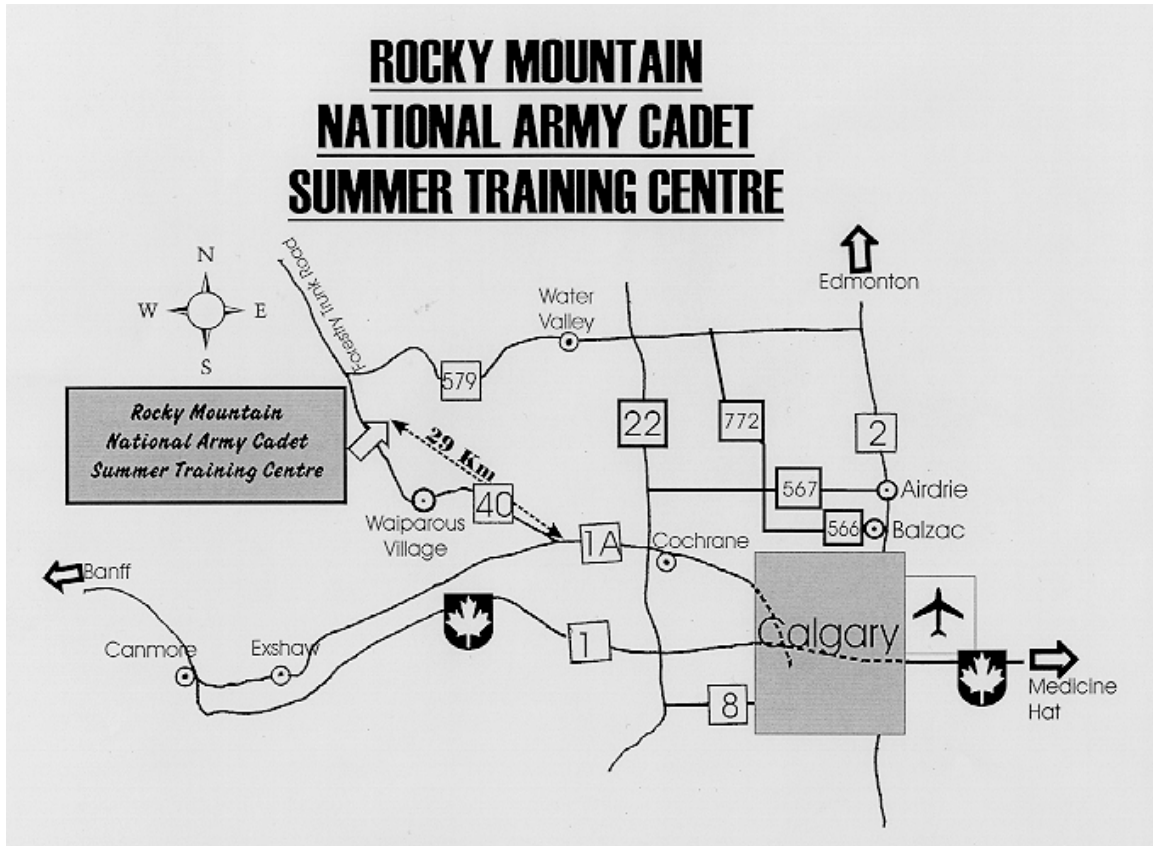 ROCKY MOUNTAIN
NATIONAL ARMY CADET
SUMMER TRAINING CENTRE
N
W
E
S
Forestry Trunk Road
Water
Valley
Edmonton
579
Rocky Mountain
National Army Cadet
Summer Training Centre
22
772
2
29 Km
40
567
Airdrie
Waiparous
Village
566
Balzac
1A
Cochrane
Banff
Calgary
Canmore
Exshaw
1
Medicine
Hat
8